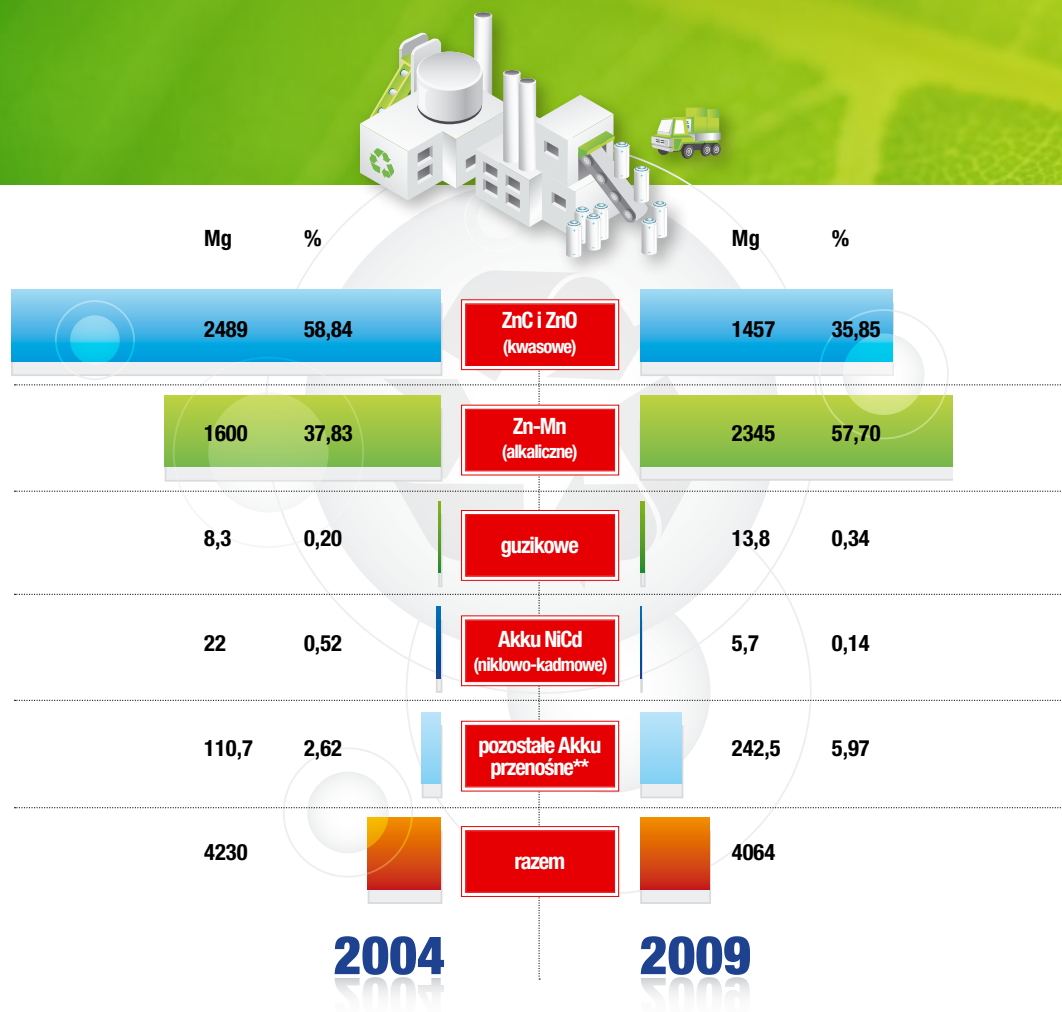 Mg % Mg %
2489 58,84 ZnC i ZnO 1457 35,85
(kwasowe)
1600 37,83 Zn-Mn 2345 57,70
(alkaliczne)
8,3 0,20 guzikowe 13,8 0,34
22 0,52 Akku NiCd 5,7 0,14
(niklowo-kadmowe)
110,7 2,62 pozostałe Akku 242,5 5,97
przenośne**
4230 razem 4064
2004 2009